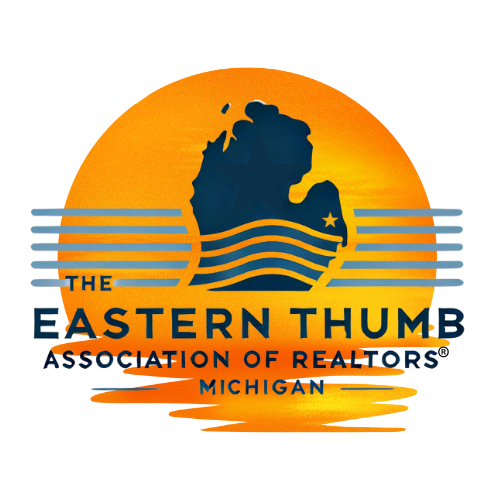 THE
EASTERN THUMB
ASSOCIATION OF REALTORS®
MICHIGAN